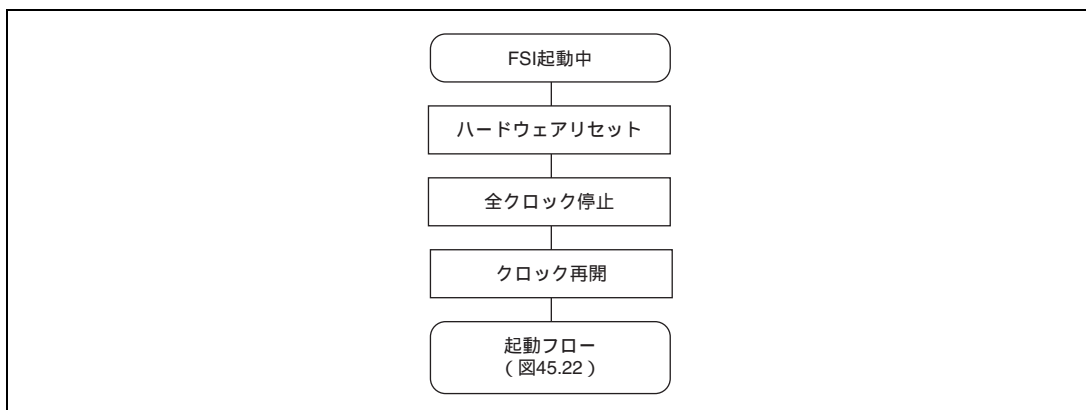 FSI起動中
ハードウェアリセット
全クロック停止
クロック再開
起動フロー
（図45.22）